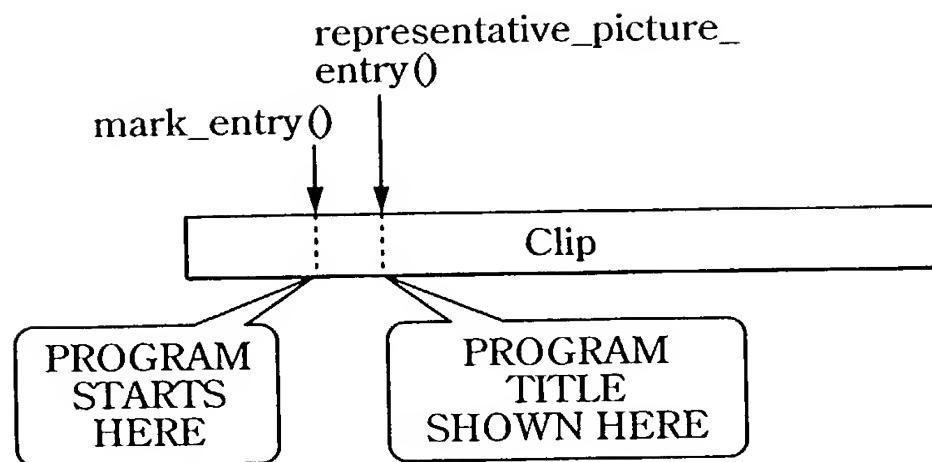 representative_picture_
entry()
mark_entry()
Clip
PROGRAM
STARTS
HERE
PROGRAM
TITLE
SHOWN HERE